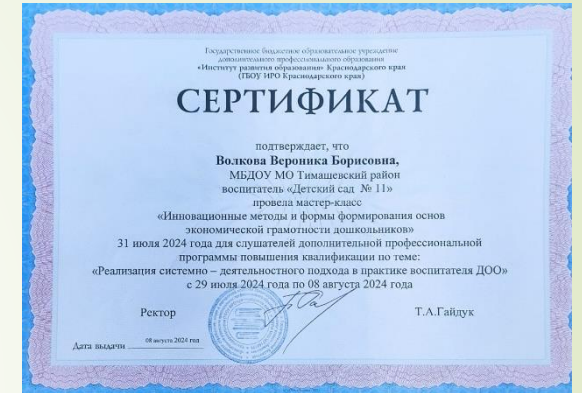 Государственное бюджетное образовательное учреждение
дополнительного профессионального образования
«Институт развития образования» Краснодарского края
(ГБОУ ИРО Краснодарского края)
СЕРТИФИКАТ
подтверждает, что
Волкова Вероника Борисовна,
МБДОУ МО Тимашевский район
воспитатель «Детский сад № 11»
провела мастер-класс
«Инновационные методы и формы формирования основ
экономической грамотности дошкольников»
31 июля 2024 года для слушателей дополнительной профессиональной
программы повышения квалификации по теме:
«Реализация системно – деятельностного подхода в практике воспитателя ДОО»
с 29 июля 2024 года по 08 августа 2024 года
Ректор Т.А.Гайдук
Дата выдачи 08 августа 2024 год